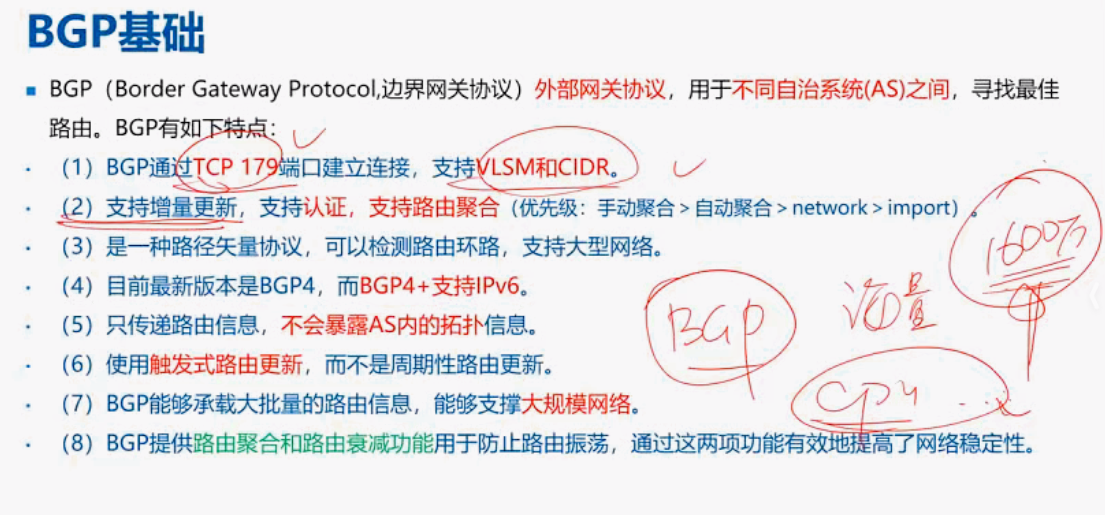 BGP基础
BGP（Border Gateway Protocol,边界网关协议）外部网关协议，用于不同自治系统(AS)之间，寻找最佳
路由。BGP有如下特点：
（1）BGP通过TCP 179端口建立连接，支持VLSM和CIDR。
（2）支持增量更新，支持认证，支持路由聚合（优先级：手动聚合＞自动聚合＞network＞import）。
（3）是一种路径矢量协议，可以检测路由环路，支持大型网络。
（4）目前最新版本是BGP4，而BGP4+支持IPv6。
（5）只传递路由信息，不会暴露AS内的拓扑信息。
（6）使用触发式路由更新，而不是周期性路由更新。
（7）BGP能够承载大批量的路由信息，能够支撑大规模网络。
（8）BGP提供路由聚合和路由衰减功能用于防止路由振荡，通过这两项功能有效地提高了网络稳定性。
1600万
BGP